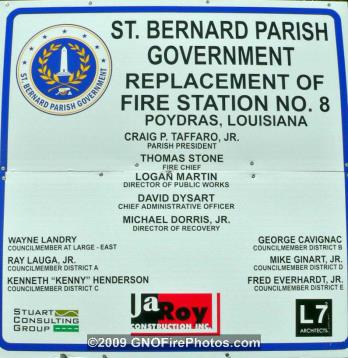 ST. BERNARD PARISH
GOVERNMENT
REPLACEMENT OF
FIRE STATION NO. 8
POYDRAS, LOUISIANA
ST. BERNARD PARISH GOVERNMENT
CRAIG P. TAFFARO, JR.
PARISH PRESIDENT
THOMAS STONE
FIRE CHIEF
LOGAN MARTIN
DIRECTOR OF PUBLIC WORKS
DAVID DYSART
CHIEF ADMINISTRATIVE OFFICER
MICHAEL DORRIS, JR.
DIRECTOR OF RECOVERY
WAYNE LANDRY
COUNCILMEMBER AT LARGE - EAST
RAY LAUGA, JR.
COUNCILMEMBER DISTRICT A
KENNETH "KENNY" HENDERSON
COUNCILMEMBER DISTRICT C
GEORGE CAVIGNAC
COUNCILMEMBER DISTRICT B
MIKE GINART, JR.
COUNCILMEMBER DISTRICT D
FRED EVERHARDT, JR.
COUNCILMEMBER DISTRICT E
STUART
CONSULTING
GROUP
JaRoy
CONSTRUCTION INC.
L7
ARCHITECTS
©2009 GNOFirePhotos.com